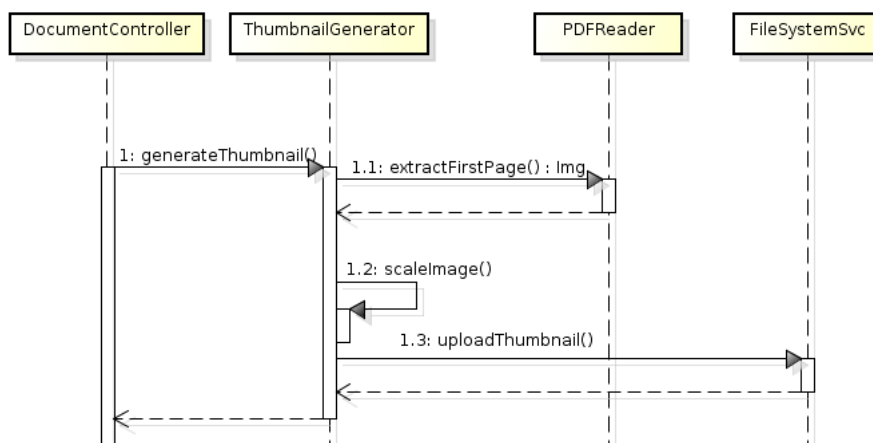 DocumentController
ThumbnailGenerator
PDFReader
FileSystemSvc
1: generateThumbnail()
1.1: extractFirstPage() : Img
1.2: scaleImage()
1.3: uploadThumbnail()